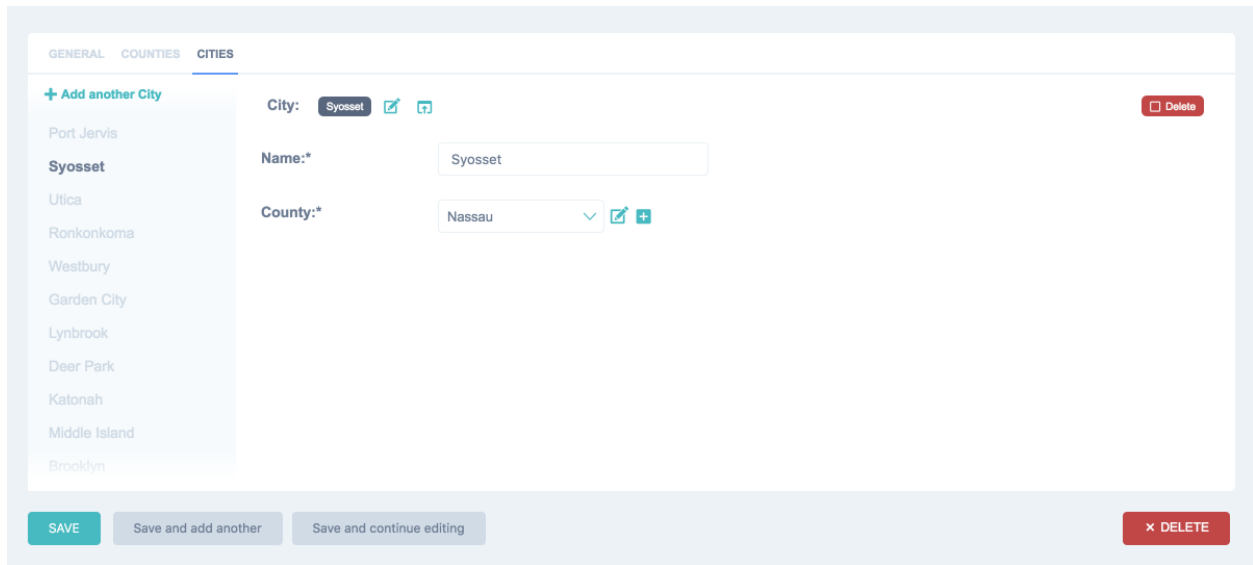 GENERAL COUNTIES CITIES
+ Add another City
Port Jervis
Syosset
Utica
Ronkonkoma
Westbury
Garden City
Lynbrook
Deer Park
Katonah
Middle Island
Brooklyn
City: Syosset
Delete
Name:* Syosset
County:* Nassau
SAVE Save and add another Save and continue editing × DELETE